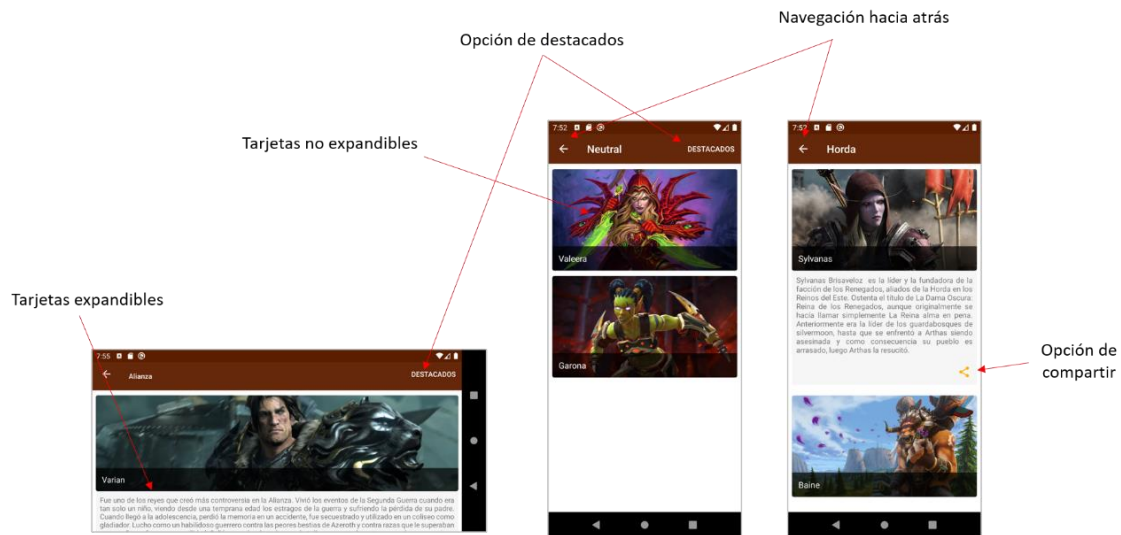 Navegación hacia atrás
Opción de destacados
Tarjetas no expandibles
7:52
Neutral
DESTACADOS
Valeera
Garona
7:52
Horda
Sylvanas
Sylvanas Brisaveloz es la líder y la fundadora de la
facción de los Renegados, aliados de la Horda en los
Reinos del Este. Ostenta el título de La Dama Oscura:
Reina de los Renegados, aunque originalmente se
hacia llamar simplemente La Reina alma en pena.
Anteriormente era la líder de los guardabosques de
silvermoon, hasta que se enfrentó a Arthas siendo
asesinada y como consecuencia su pueblo es
arrasado, luego Arthas la resucitó.
Baine
Opción de
compartir
Tarjetas expandibles
7:55
Alianza
DESTACADOS
Varian
Fue uno de los reyes que creó más controversia en la Alianza. Vivió los eventos de la Segunda Guerra cuando era
tan solo un niño, viendo desde una temprana edad los estragos de la guerra y sufriendo la pérdida de su padre.
Cuando llegó a la adolescencia, perdió la memoria en un accidente, fue secuestrado y utilizado en un coliseo como
gladiador. Lucho como un habilidoso guerrero contra las peores bestias de Azeroth y contra razas que le superaban